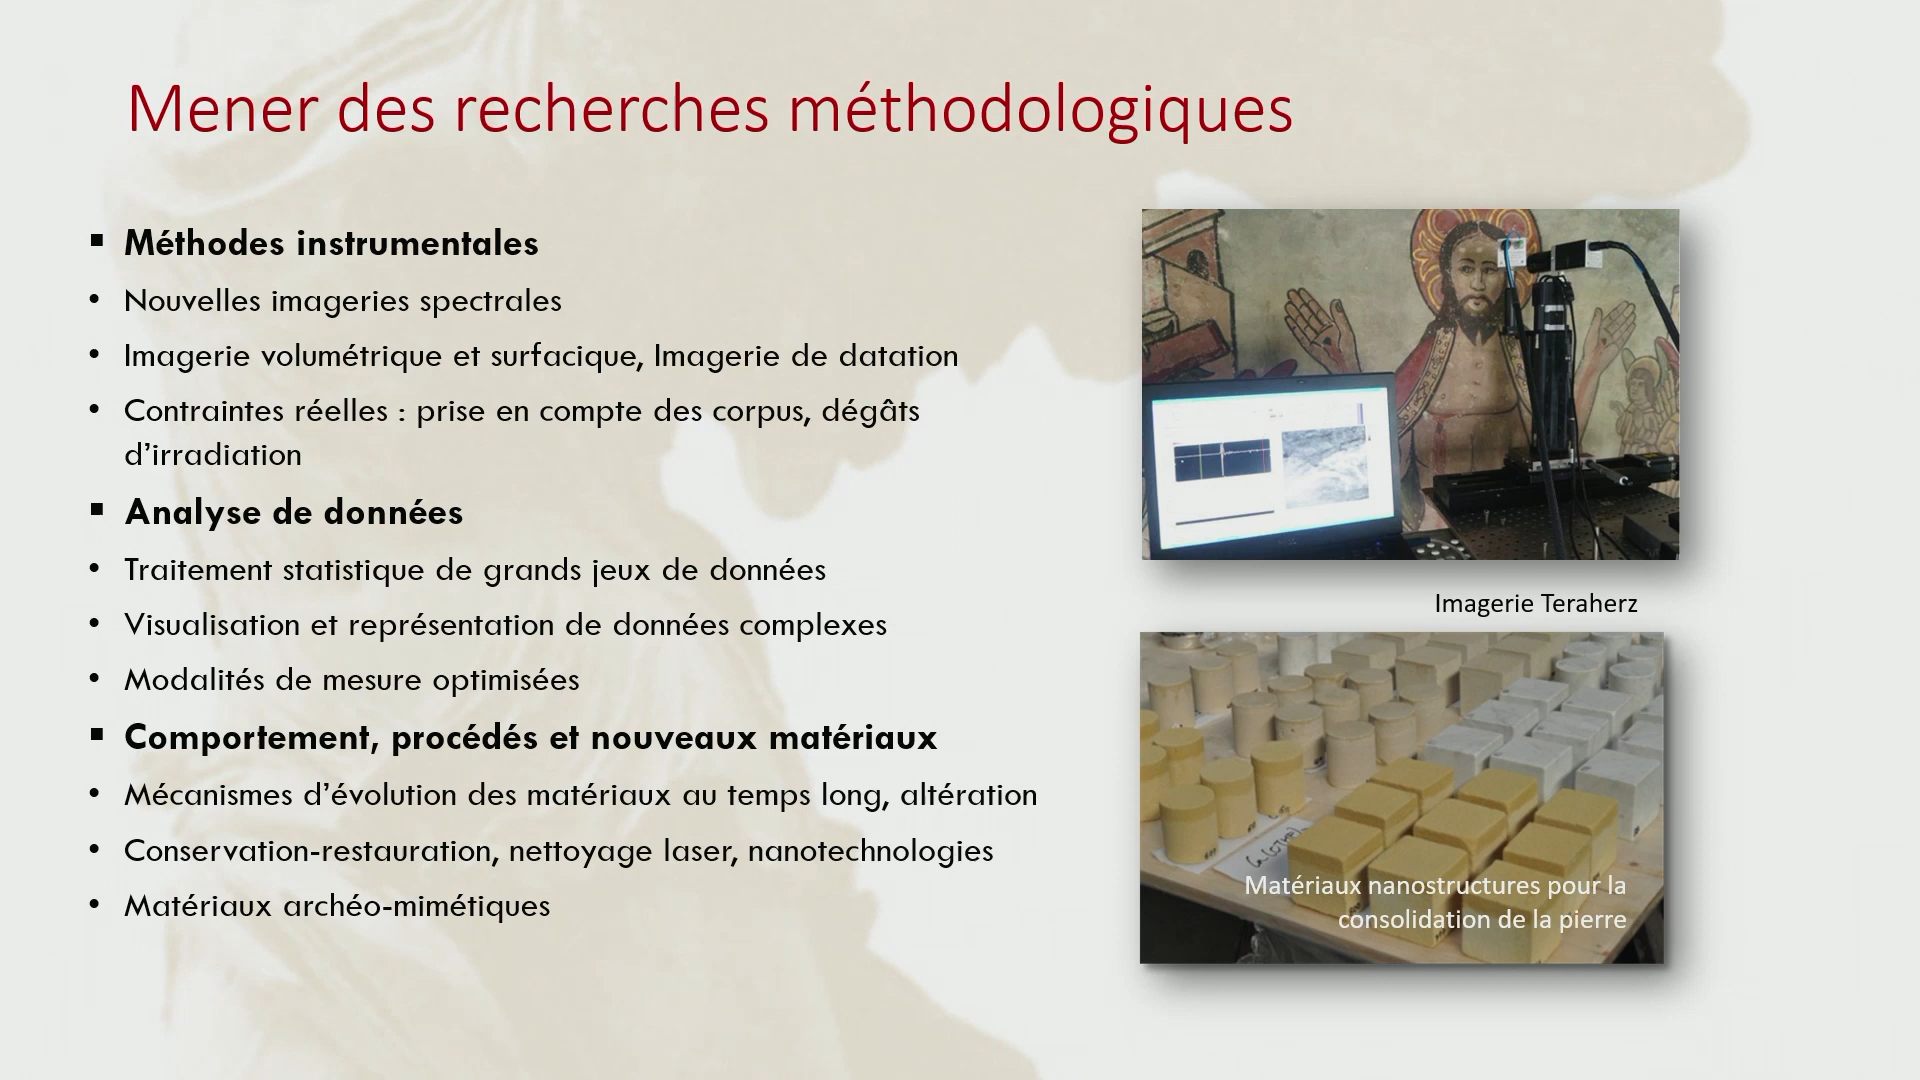 Mener des recherches méthodologiques
▪ Méthodes instrumentales
• Nouvelles imageries spectrales
• Imagerie volumétrique et surfacique, Imagerie de datation
• Contraintes réelles : prise en compte des corpus, dégâts
d’irradiation
▪ Analyse de données
• Traitement statistique de grands jeux de données
• Visualisation et représentation de données complexes
• Modalités de mesure optimisées
▪ Comportement, procédés et nouveaux matériaux
• Mécanismes d’évolution des matériaux au temps long, altération
• Conservation-restauration, nettoyage laser, nanotechnologies
• Matériaux archéo-mimétiques
Imagerie Teraherz
Matériaux nanostructures pour la
consolidation de la pierre